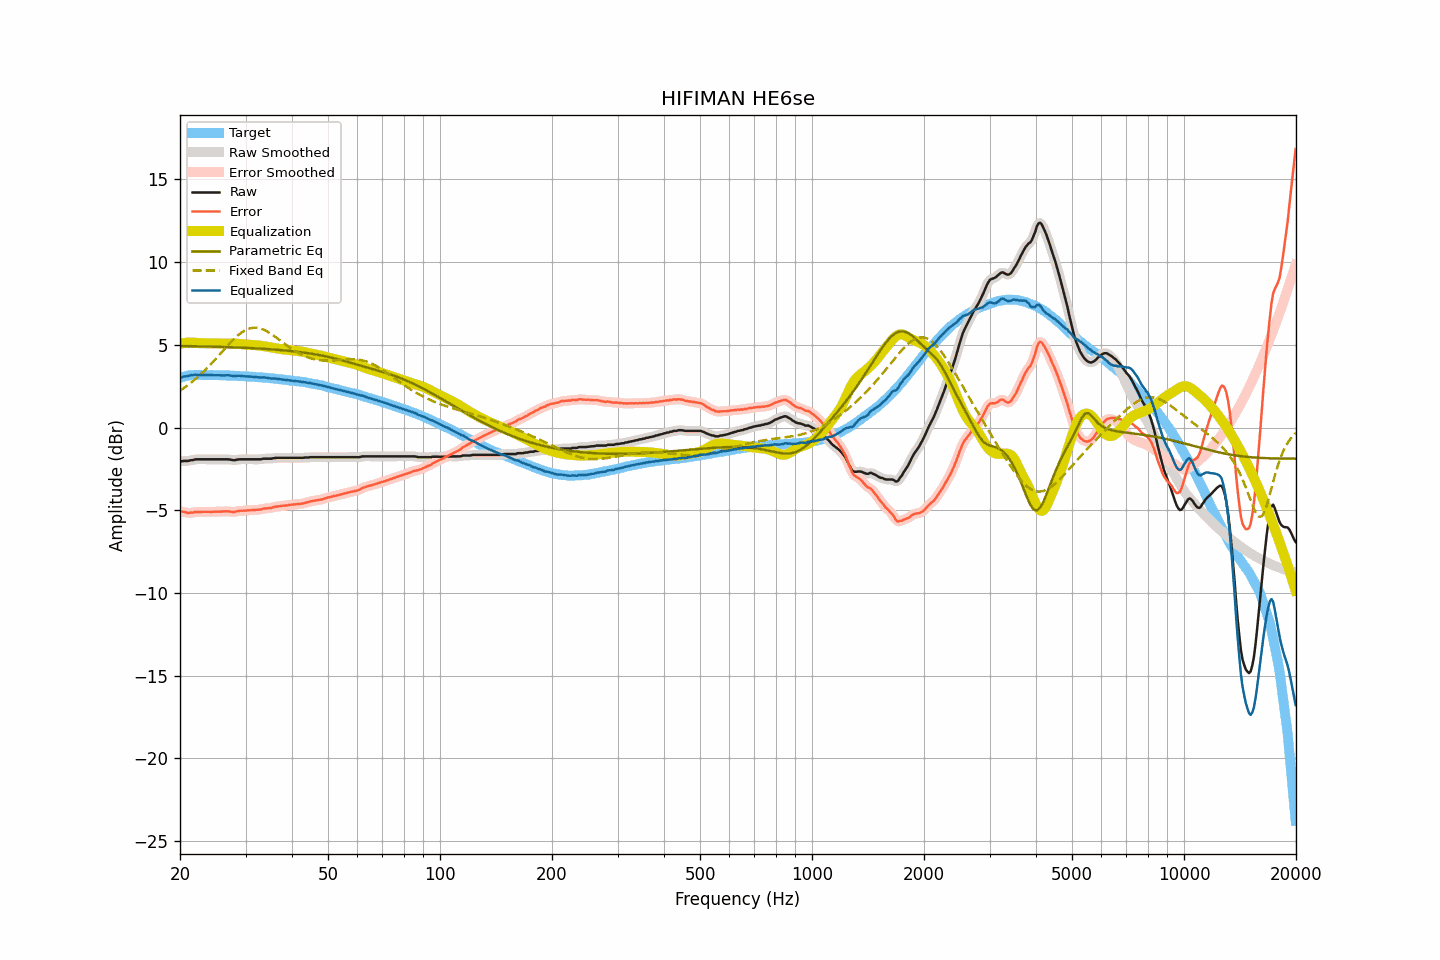 HIFIMAN HE6se
Target
Raw Smoothed
Error Smoothed
Raw
Error
Equalization
Parametric Eq
Fixed Band Eq
Equalized
15
10
5
0
−5
−10
−15
−20
−25
Amplitude (dBr)
20 50 100 200 500 1000 2000 5000 10000 20000
Frequency (Hz)